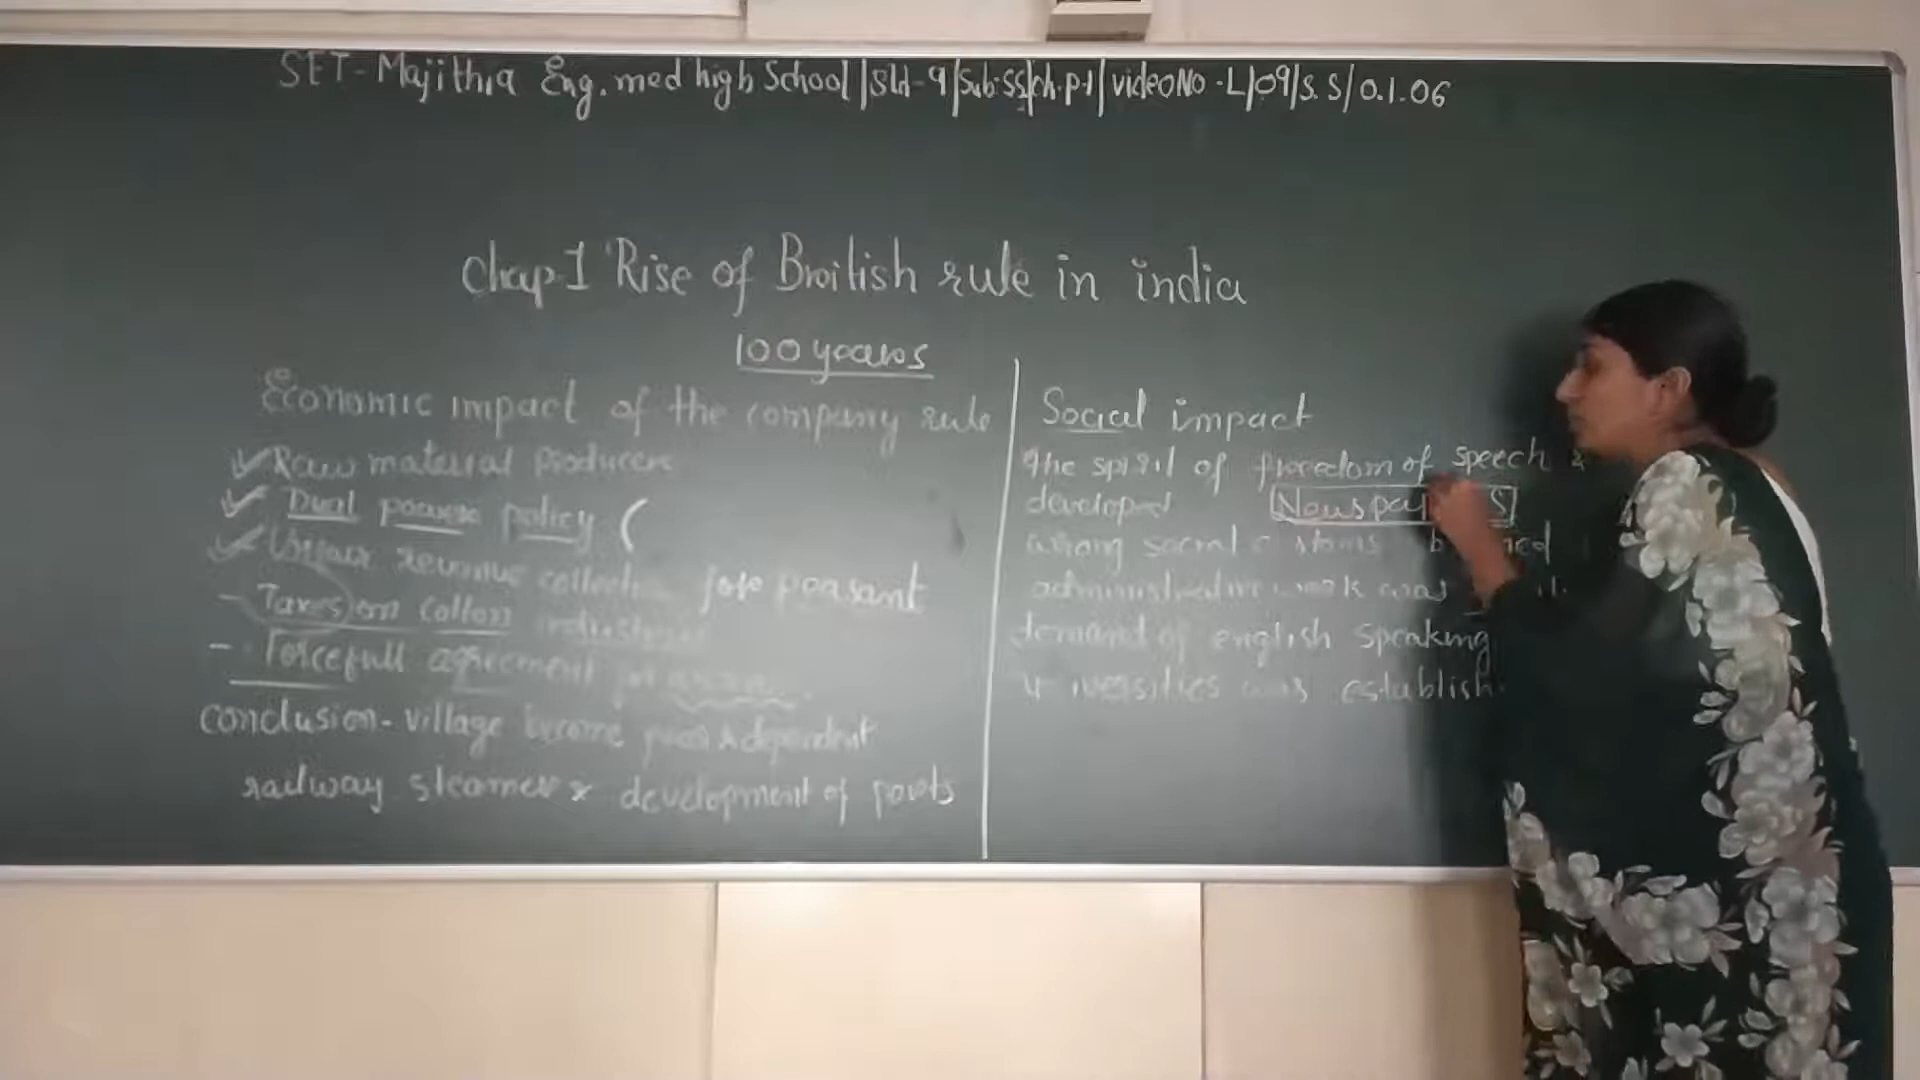 SET-Majithia Eng. med high School|Std-9|Sub:SS|ch.p.1|videoNo-L/09/S.S/0.1.06
Chap-1 Rise of British rule in india
100 years
Economic impact of the company rule
Raw material producer
Dual power policy (
Unfair revenue collection for peasant
- Taxes on cotton industries
- Forcefull agreement
conclusion - village become poor & dependent
railway steamer & development of ports
Social impact
The spirit of freedom of speech &
developed Newspa S
wrong social
administrative work was
demand of english speaking
was establish